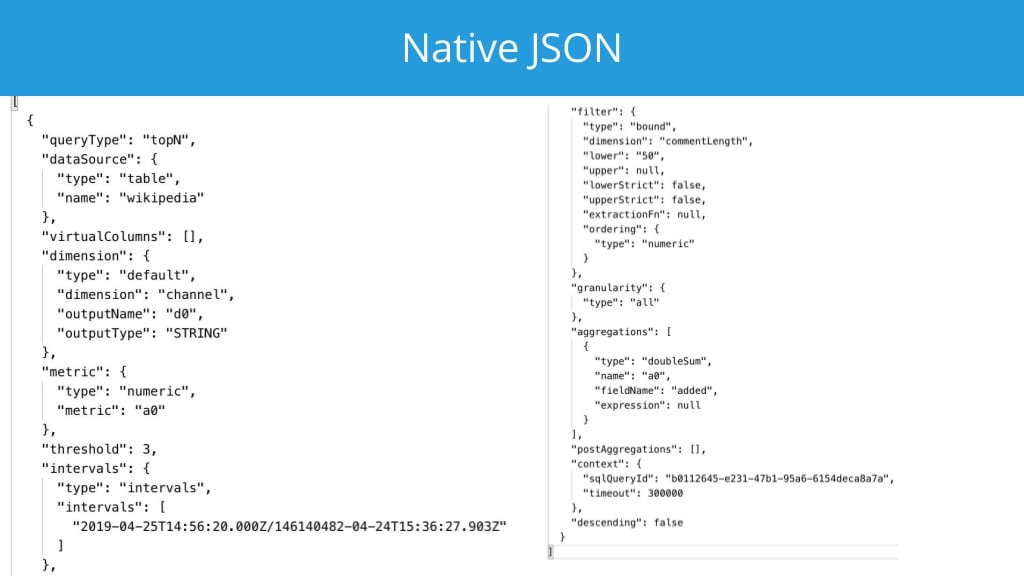 Native JSON
[
{
"queryType": "topN",
"dataSource": {
"type": "table",
"name": "wikipedia"
},
"virtualColumns": [],
"dimension": {
"type": "default",
"dimension": "channel",
"outputName": "d0",
"outputType": "STRING"
},
"metric": {
"type": "numeric",
"metric": "a0"
},
"threshold": 3,
"intervals": {
"type": "intervals",
"intervals": [
"2019-04-25T14:56:20.000Z/146140482-04-24T15:36:27.903Z"
]
},
"filter": {
"type": "bound",
"dimension": "commentLength",
"lower": "50",
"upper": null,
"lowerStrict": false,
"upperStrict": false,
"extractionFn": null,
"ordering": {
"type": "numeric"
}
},
"granularity": {
"type": "all"
},
"aggregations": [
{
"type": "doubleSum",
"name": "a0",
"fieldName": "added",
"expression": null
}
],
"postAggregations": [],
"context": {
"sqlQueryId": "b0112645-e231-47b1-95a6-6154deca8a7a",
"timeout": 300000
},
"descending": false
}
]